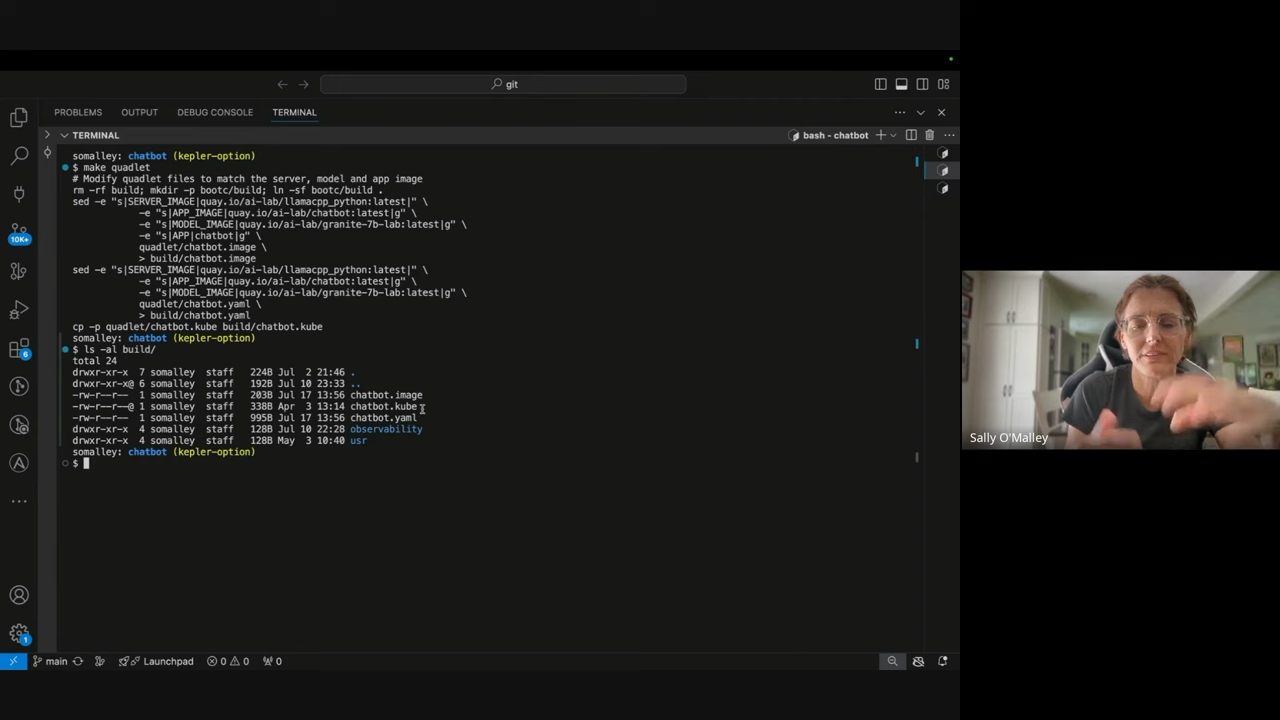 git
PROBLEMS OUTPUT DEBUG CONSOLE TERMINAL
TERMINAL
bash - chatbot
somalley: chatbot (kepler-option)
$ make quadlet
# Modify quadlet files to match the server, model and app image
rm -rf build; mkdir -p bootc/build; ln -sf bootc/build .
sed -e "s|SERVER_IMAGE|quay.io/ai-lab/llamacpp_python:latest|" \
-e "s|APP_IMAGE|quay.io/ai-lab/chatbot:latest|g" \
-e "s|MODEL_IMAGE|quay.io/ai-lab/granite-7b-lab:latest|g" \
-e "s|APP|chatbot|g" \
quadlet/chatbot.image \
> build/chatbot.image
sed -e "s|SERVER_IMAGE|quay.io/ai-lab/llamacpp_python:latest|" \
-e "s|APP_IMAGE|quay.io/ai-lab/chatbot:latest|g" \
-e "s|MODEL_IMAGE|quay.io/ai-lab/granite-7b-lab:latest|g" \
quadlet/chatbot.yaml \
> build/chatbot.yaml
cp -p quadlet/chatbot.kube build/chatbot.kube
somalley: chatbot (kepler-option)
$ ls -al build/
total 24
drwxr-xr-x 7 somalley staff 224B Jul 2 21:46 .
drwxr-xr-x@ 6 somalley staff 192B Jul 10 23:33 ..
-rw-r--r-- 1 somalley staff 203B Jul 17 13:56 chatbot.image
-rw-r--r--@ 1 somalley staff 338B Apr 3 13:14 chatbot.kube
-rw-r--r-- 1 somalley staff 995B Jul 17 13:56 chatbot.yaml
drwxr-xr-x 4 somalley staff 128B Jul 10 22:28 observability
drwxr-xr-x 4 somalley staff 128B May 3 10:40 usr
somalley: chatbot (kepler-option)
$
10K+
6
1
main
Launchpad
0 0
0
Sally O'Malley